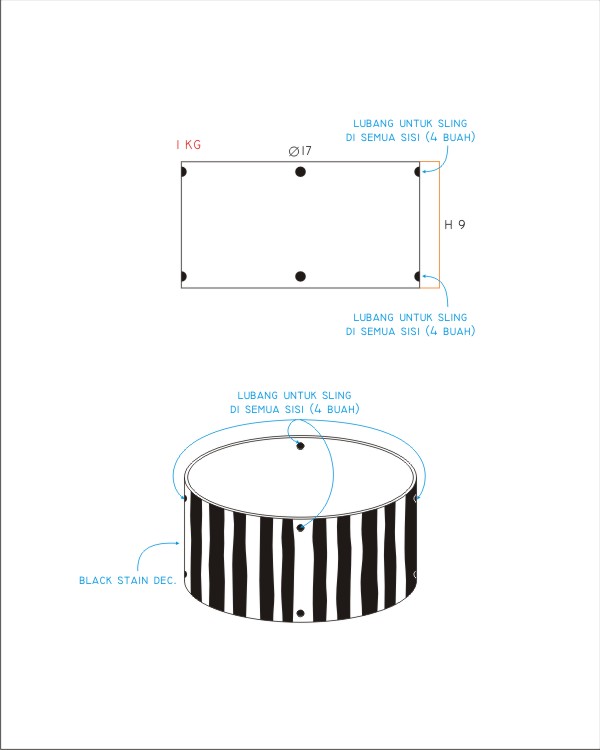 LUBANG UNTUK SLING
DI SEMUA SISI (4 BUAH)
1 KG
Ø17
H 9
LUBANG UNTUK SLING
DI SEMUA SISI (4 BUAH)
LUBANG UNTUK SLING
DI SEMUA SISI (4 BUAH)
BLACK STAIN DEC.